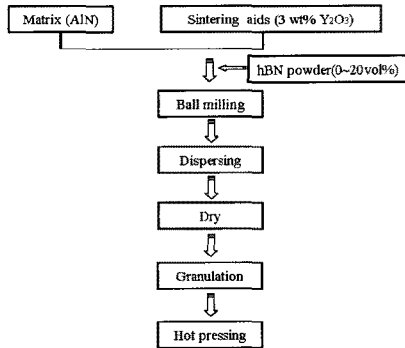 Matrix (AlN)
Sintering aids (3 wt% Y₂O₃)
hBN powder(0~20vol%)
Ball milling
Dispersing
Dry
Granulation
Hot pressing